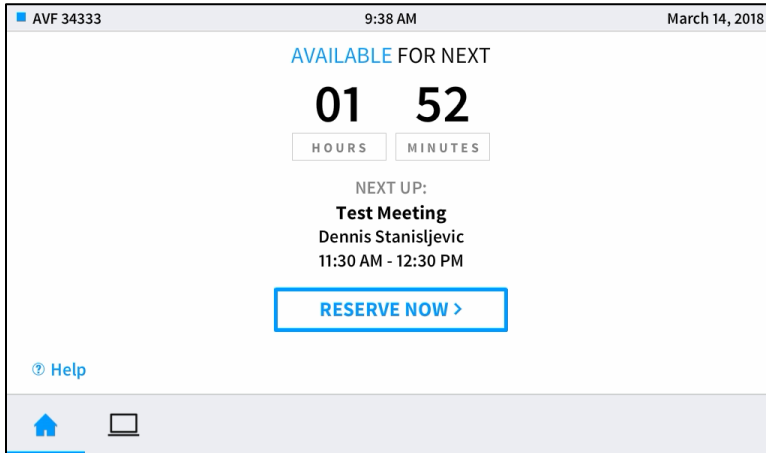 AVF 34333
9:38 AM
March 14, 2018
AVAILABLE FOR NEXT
01 52
HOURS MINUTES
NEXT UP:
Test Meeting
Dennis Stanisljevic
11:30 AM - 12:30 PM
RESERVE NOW >
? Help